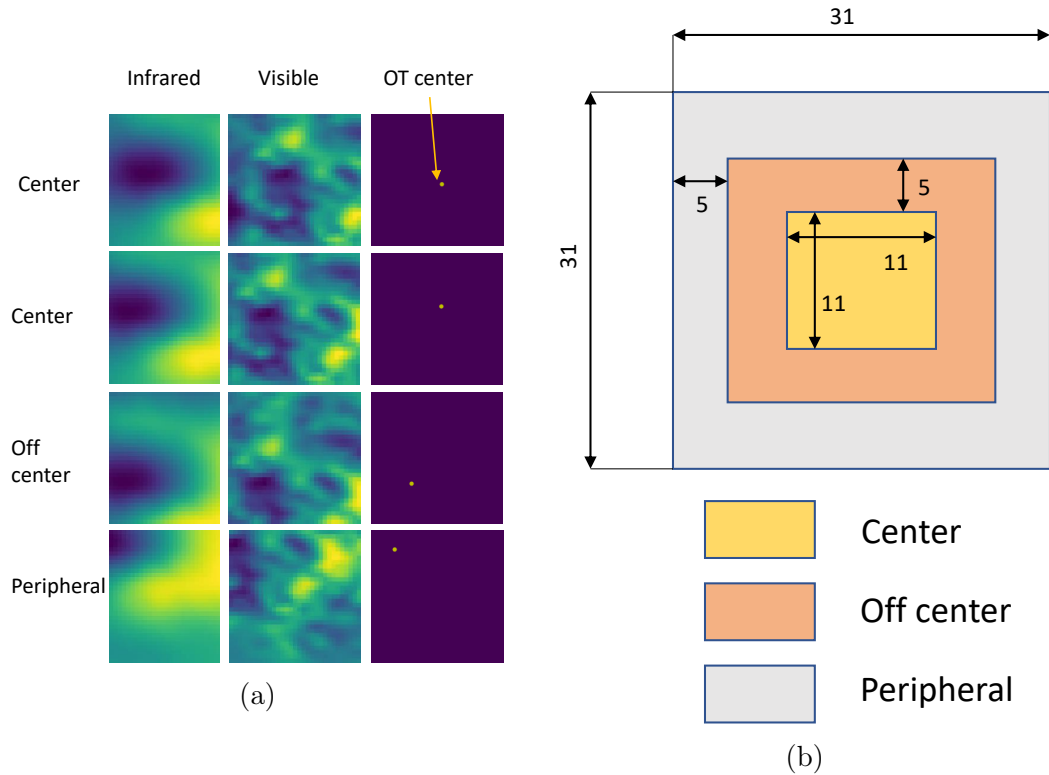 Infrared Visible OT center
Center
Center
Off
center
Peripheral
(a)
31
31
5
5
11
11
Center
Off center
Peripheral
(b)